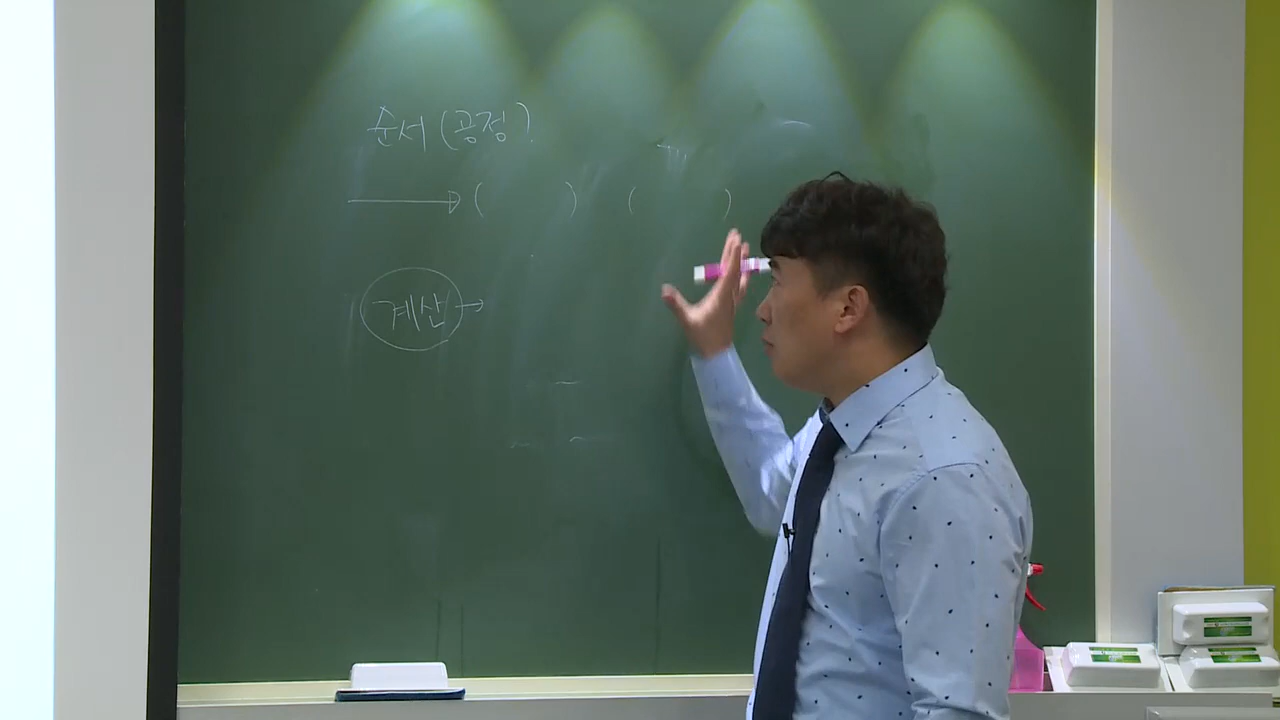 순서 (공정)
→ (      )  (      )
계산 →